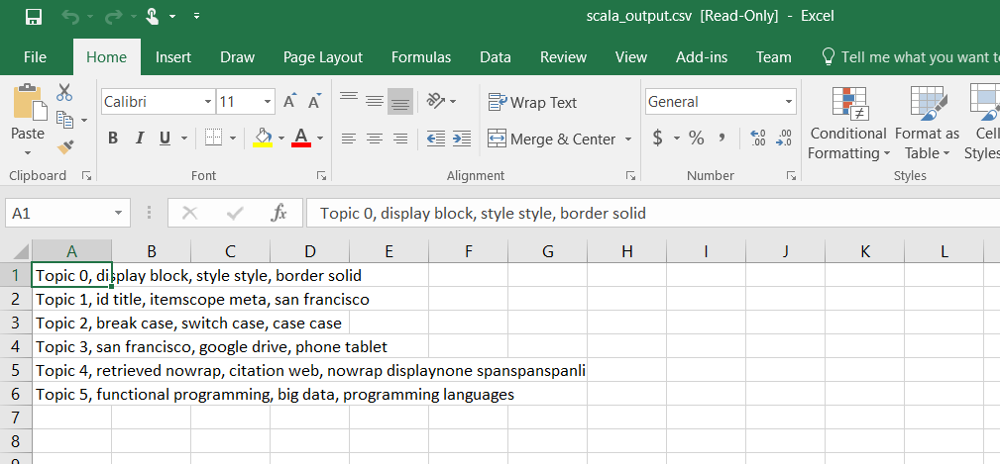 scala_output.csv [Read-Only] - Excel
File Home Insert Draw Page Layout Formulas Data Review View Add-ins Team Tell me what you want t
Calibri 11 Wrap Text General
Paste B I U Merge & Center $ % , Conditional Formatting Format as Table Cell Styles
Clipboard Font Alignment Number Styles
A1 fx Topic 0, display block, style style, border solid
A B C D E F G H I J K L
1 Topic 0, display block, style style, border solid
2 Topic 1, id title, itemscope meta, san francisco
3 Topic 2, break case, switch case, case case
4 Topic 3, san francisco, google drive, phone tablet
5 Topic 4, retrieved nowrap, citation web, nowrap displaynone spanspanspanli
6 Topic 5, functional programming, big data, programming languages
7
8